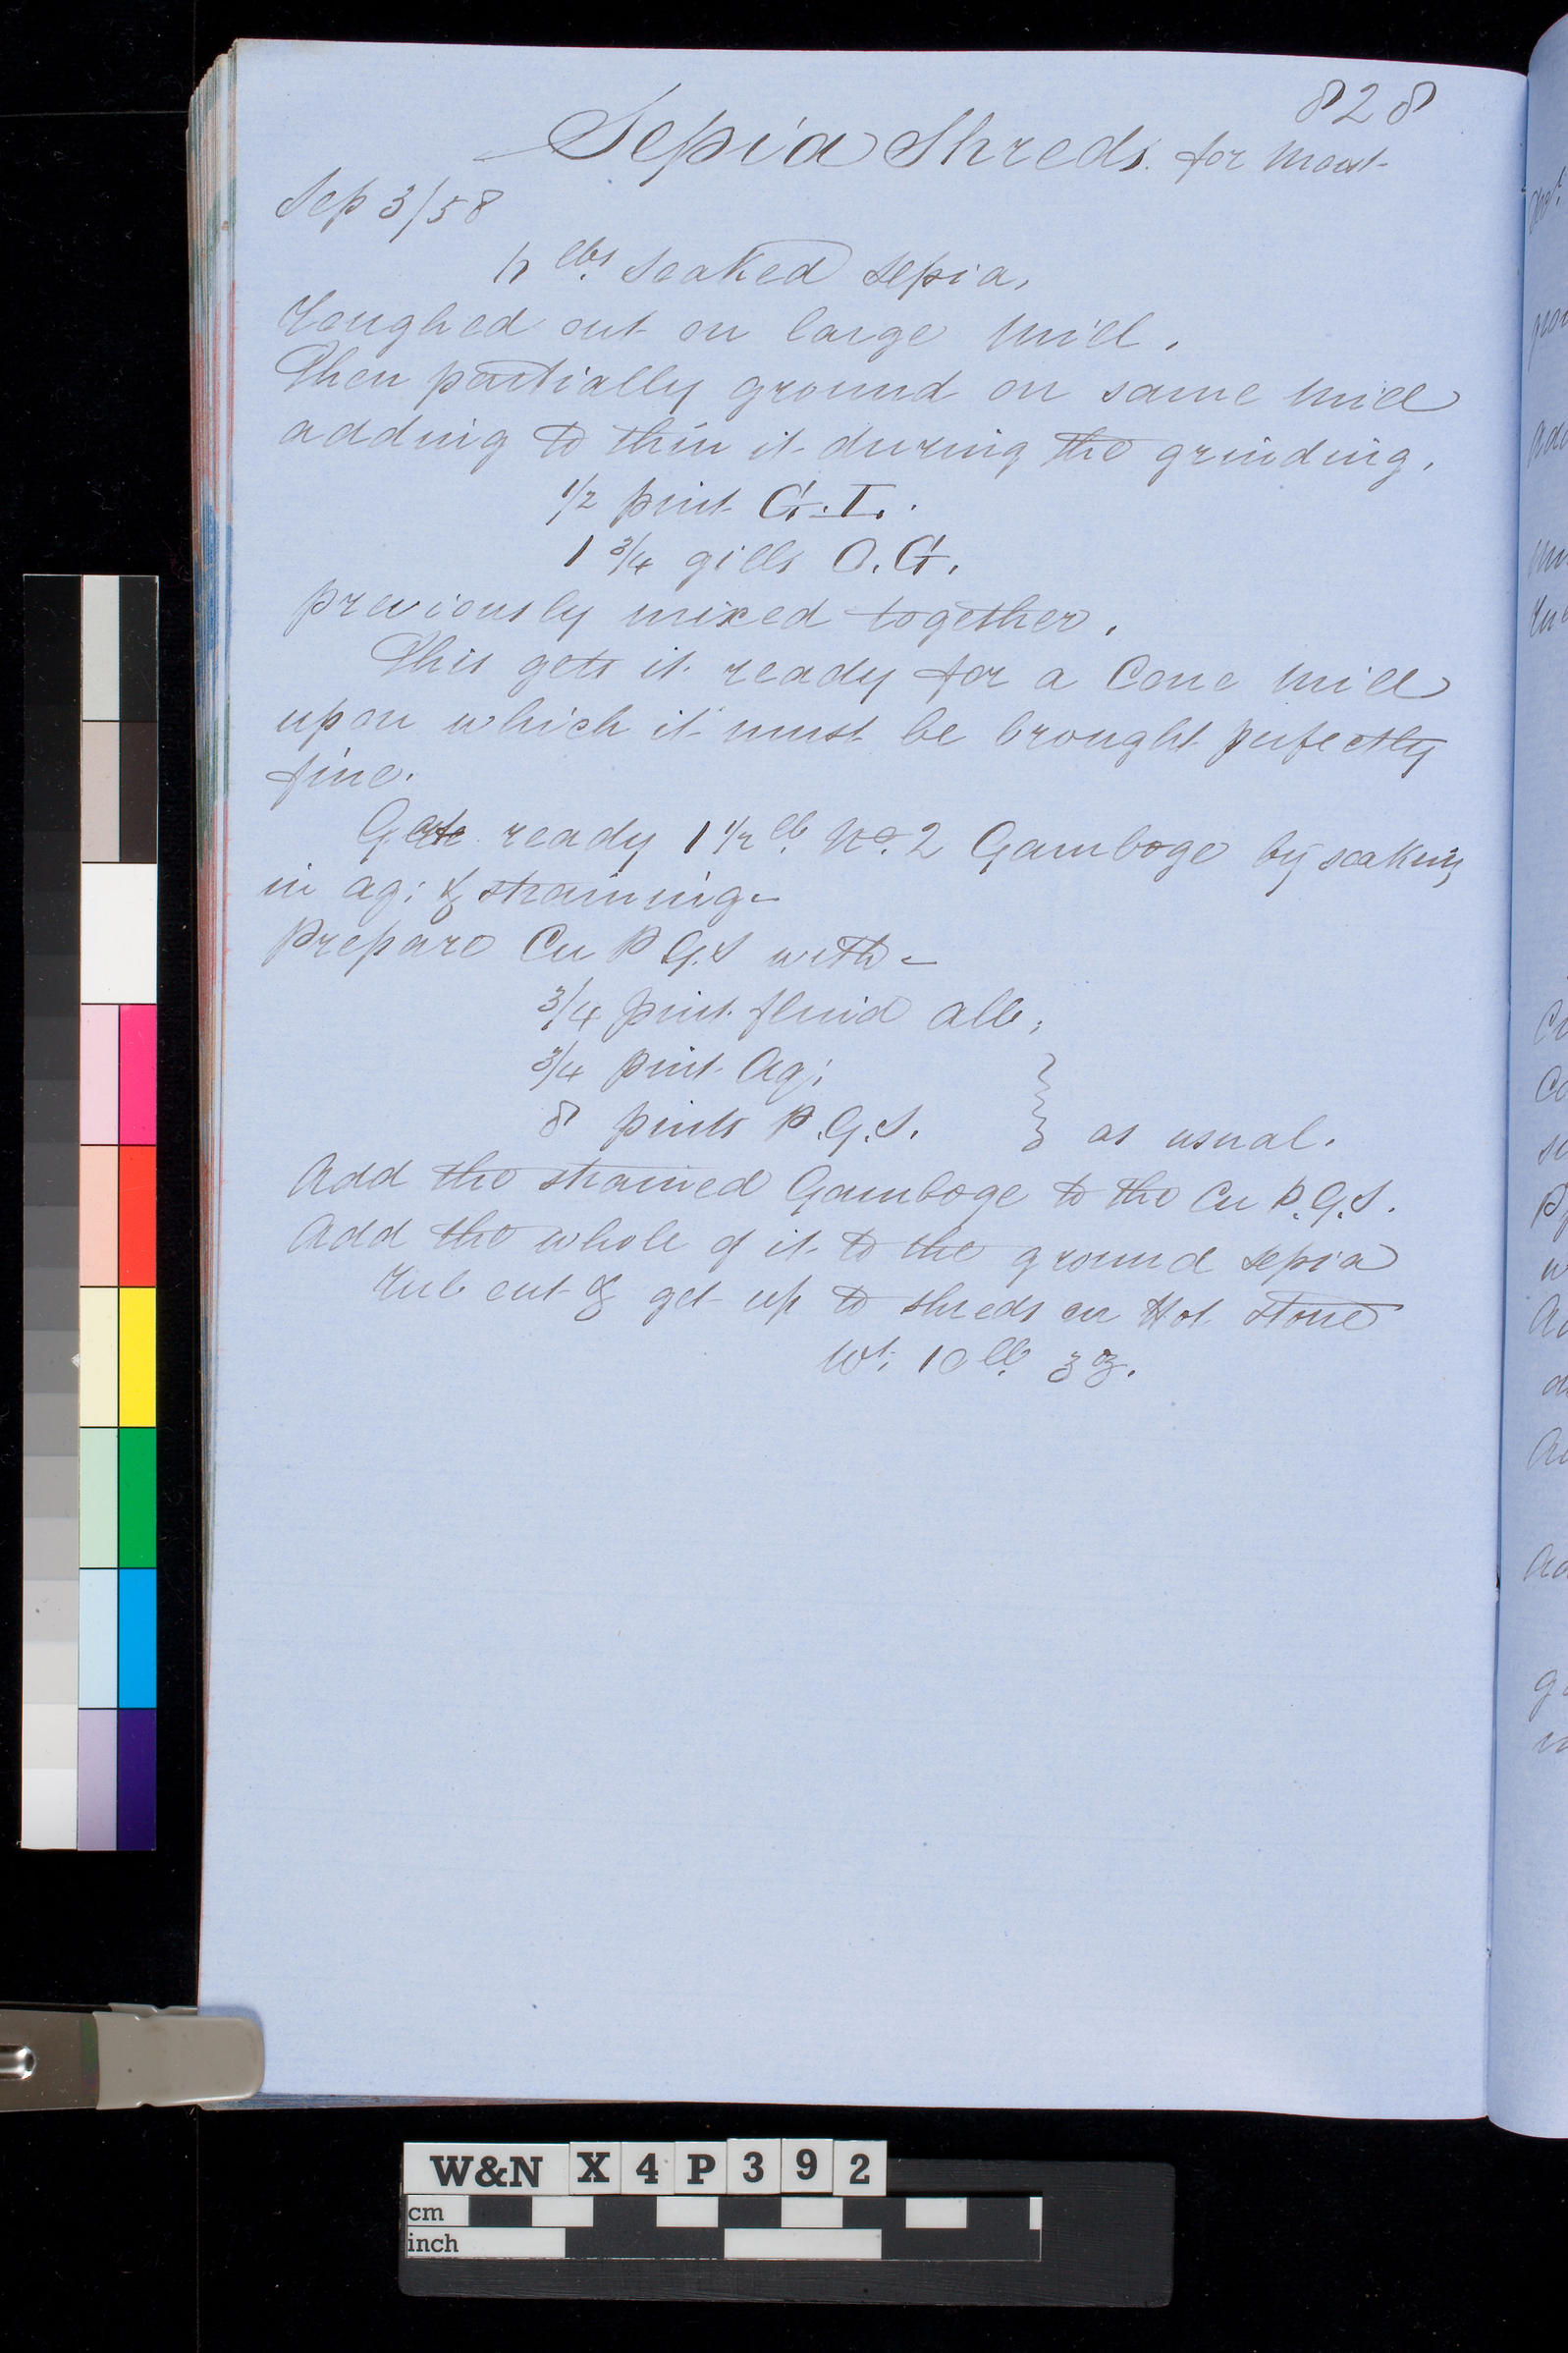 828
Sepia Shreds for Moist
Sep 3/58
lbs soaked sepia,
Roughed out on large Mill.
Then partially ground on same Mill
adding to thin it during the grinding.
1/2 pint G.I.
1 3/4 gills O.G.
previously mixed together.
This gets it ready for a Cone Mill
upon which it must be brought perfectly
fine.
ready 1 1/2 lb. No. 2 Gamboge by soaking
in aq: & straining –
Prepare Cu P G.S with –
3/4 pint fluid alb:
3/4 pint Aq:
8 pints P.G.S. } as usual.
Add the strained Gamboge to the Cu P.G.S.
Add the whole of it to the ground sepia
Rub out & get up to shreds on Hot Stone
Wt: 10 lb. 3 oz.
W&N X4P392
cm
inch